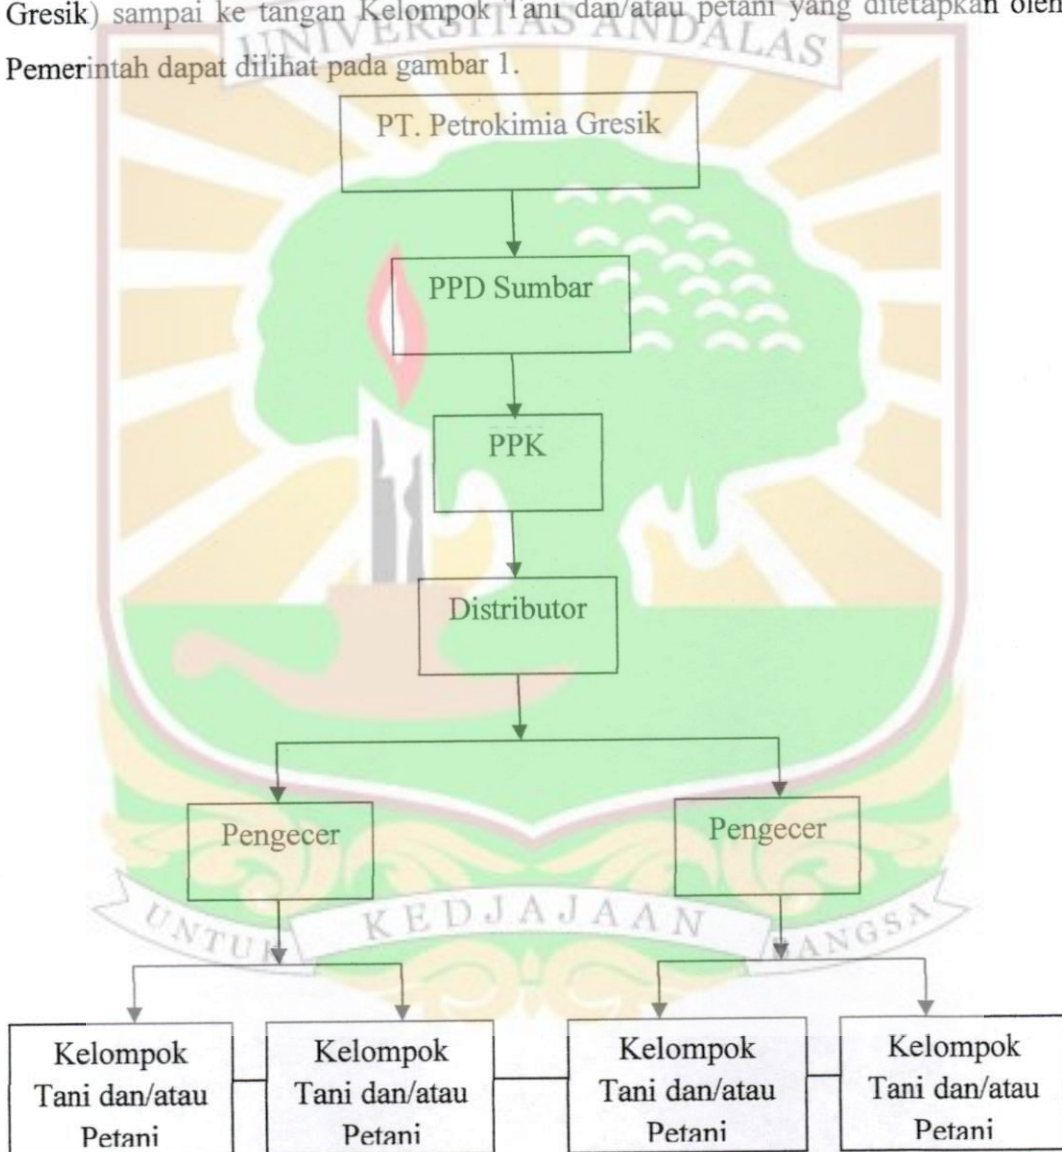 Gresik) sampai ke tangan Kelompok Tani dan/atau petani yang ditetapkan oleh
UNIVERSITAS ANDALAS
Pemerintah dapat dilihat pada gambar 1.
PT. Petrokimia Gresik
PPD Sumbar
PPK
Distributor
Pengecer
Pengecer
UNTUK KEDJAJAAN BANGSA
Kelompok
Tani dan/atau
Petani
Kelompok
Tani dan/atau
Petani
Kelompok
Tani dan/atau
Petani
Kelompok
Tani dan/atau
Petani